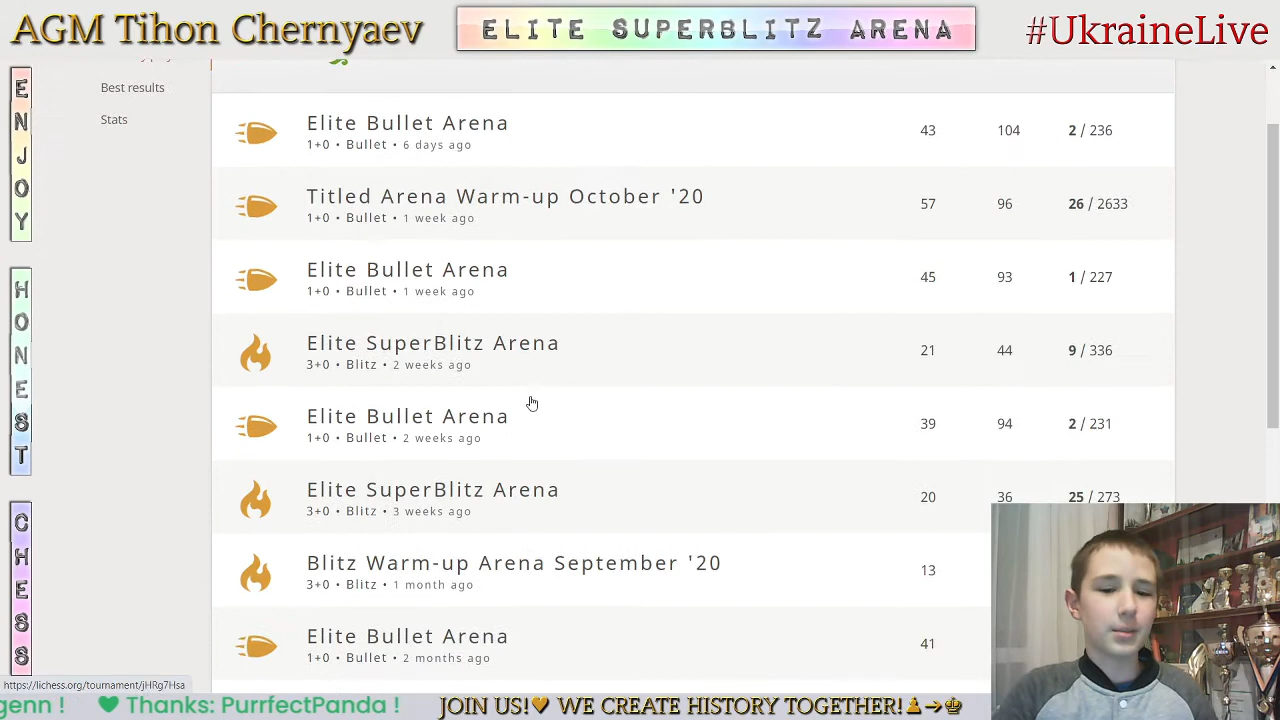 AGM Tihon Chernyaev
ELITE SUPERBLITZ ARENA
#UkraineLive
ENJOY
HONEST
CHESS
Best results
Stats
Elite Bullet Arena
1+0 • Bullet • 6 days ago
43 104 2 / 236
Titled Arena Warm-up October '20
1+0 • Bullet • 1 week ago
57 96 26 / 2633
Elite Bullet Arena
1+0 • Bullet • 1 week ago
45 93 1 / 227
Elite SuperBlitz Arena
3+0 • Blitz • 2 weeks ago
21 44 9 / 336
Elite Bullet Arena
1+0 • Bullet • 2 weeks ago
39 94 2 / 231
Elite SuperBlitz Arena
3+0 • Blitz • 3 weeks ago
20 36 25 / 273
Blitz Warm-up Arena September '20
3+0 • Blitz • 1 month ago
13
Elite Bullet Arena
1+0 • Bullet • 2 months ago
41
https://lichess.org/tournament/jHRg7Hsa
genn ! 💚 Thanks: PurrfectPanda !
JOIN US!♥ WE CREATE HISTORY TOGETHER!♟→♚